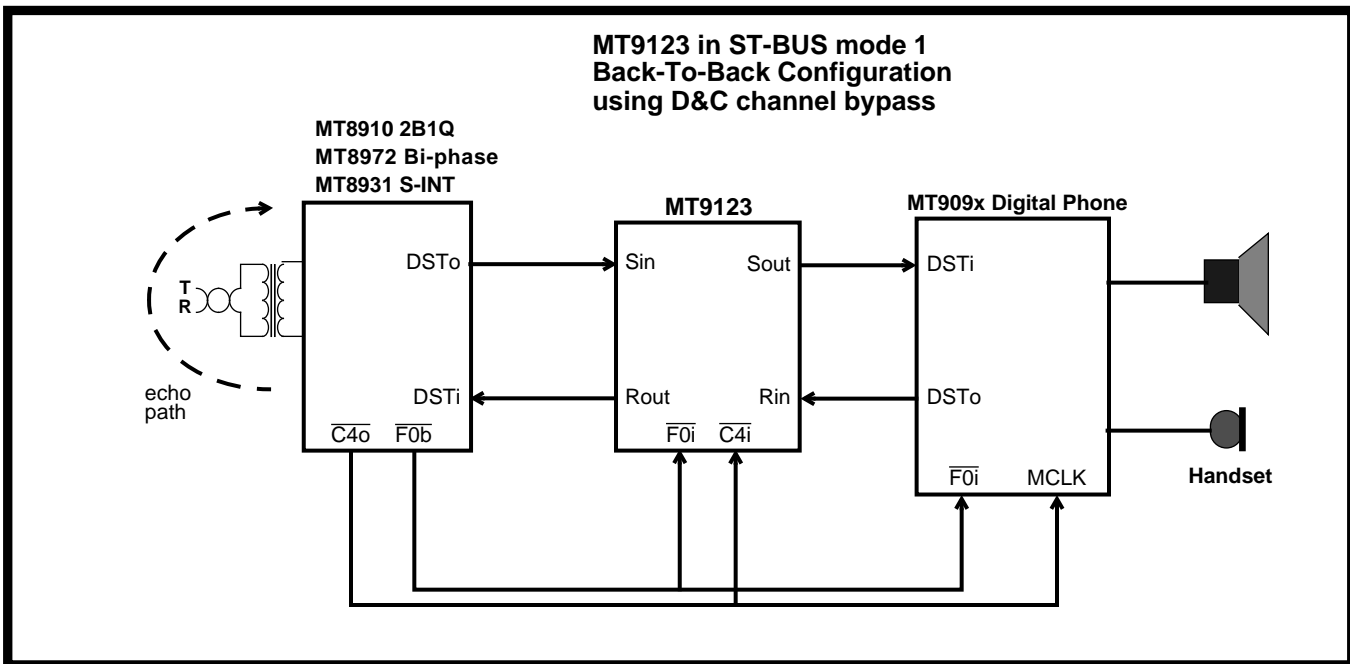 MT9123 in ST-BUS mode 1
Back-To-Back Configuration
using D&C channel bypass
MT8910 2B1Q
MT8972 Bi-phase
MT8931 S-INT
MT9123
MT909x Digital Phone
DSTo
Sin
Sout
DSTi
T
R
echo
path
DSTi
Rout
Rin
DSTo
C4o
F0b
F0i
C4i
F0i
MCLK
Handset